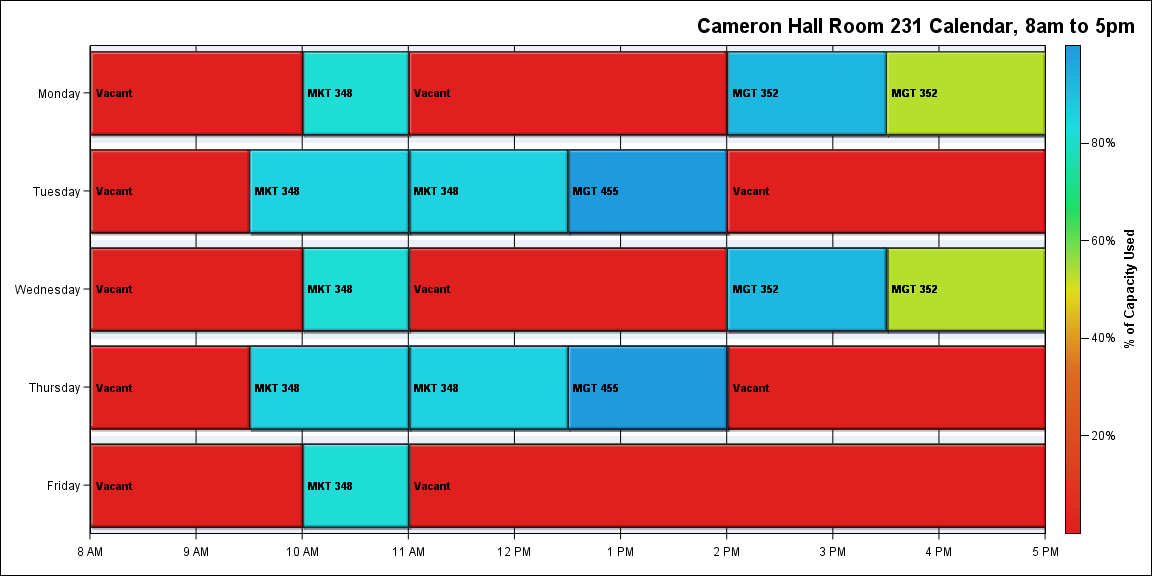 Cameron Hall Room 231 Calendar, 8am to 5pm
Monday
Vacant
MKT 348
Vacant
MGT 352
MGT 352
Tuesday
Vacant
MKT 348
MKT 348
MGT 455
Vacant
Wednesday
Vacant
MKT 348
Vacant
MGT 352
MGT 352
Thursday
Vacant
MKT 348
MKT 348
MGT 455
Vacant
Friday
Vacant
MKT 348
Vacant
8 AM
9 AM
10 AM
11 AM
12 PM
1 PM
2 PM
3 PM
4 PM
5 PM
80%
60%
40%
20%
% of Capacity Used